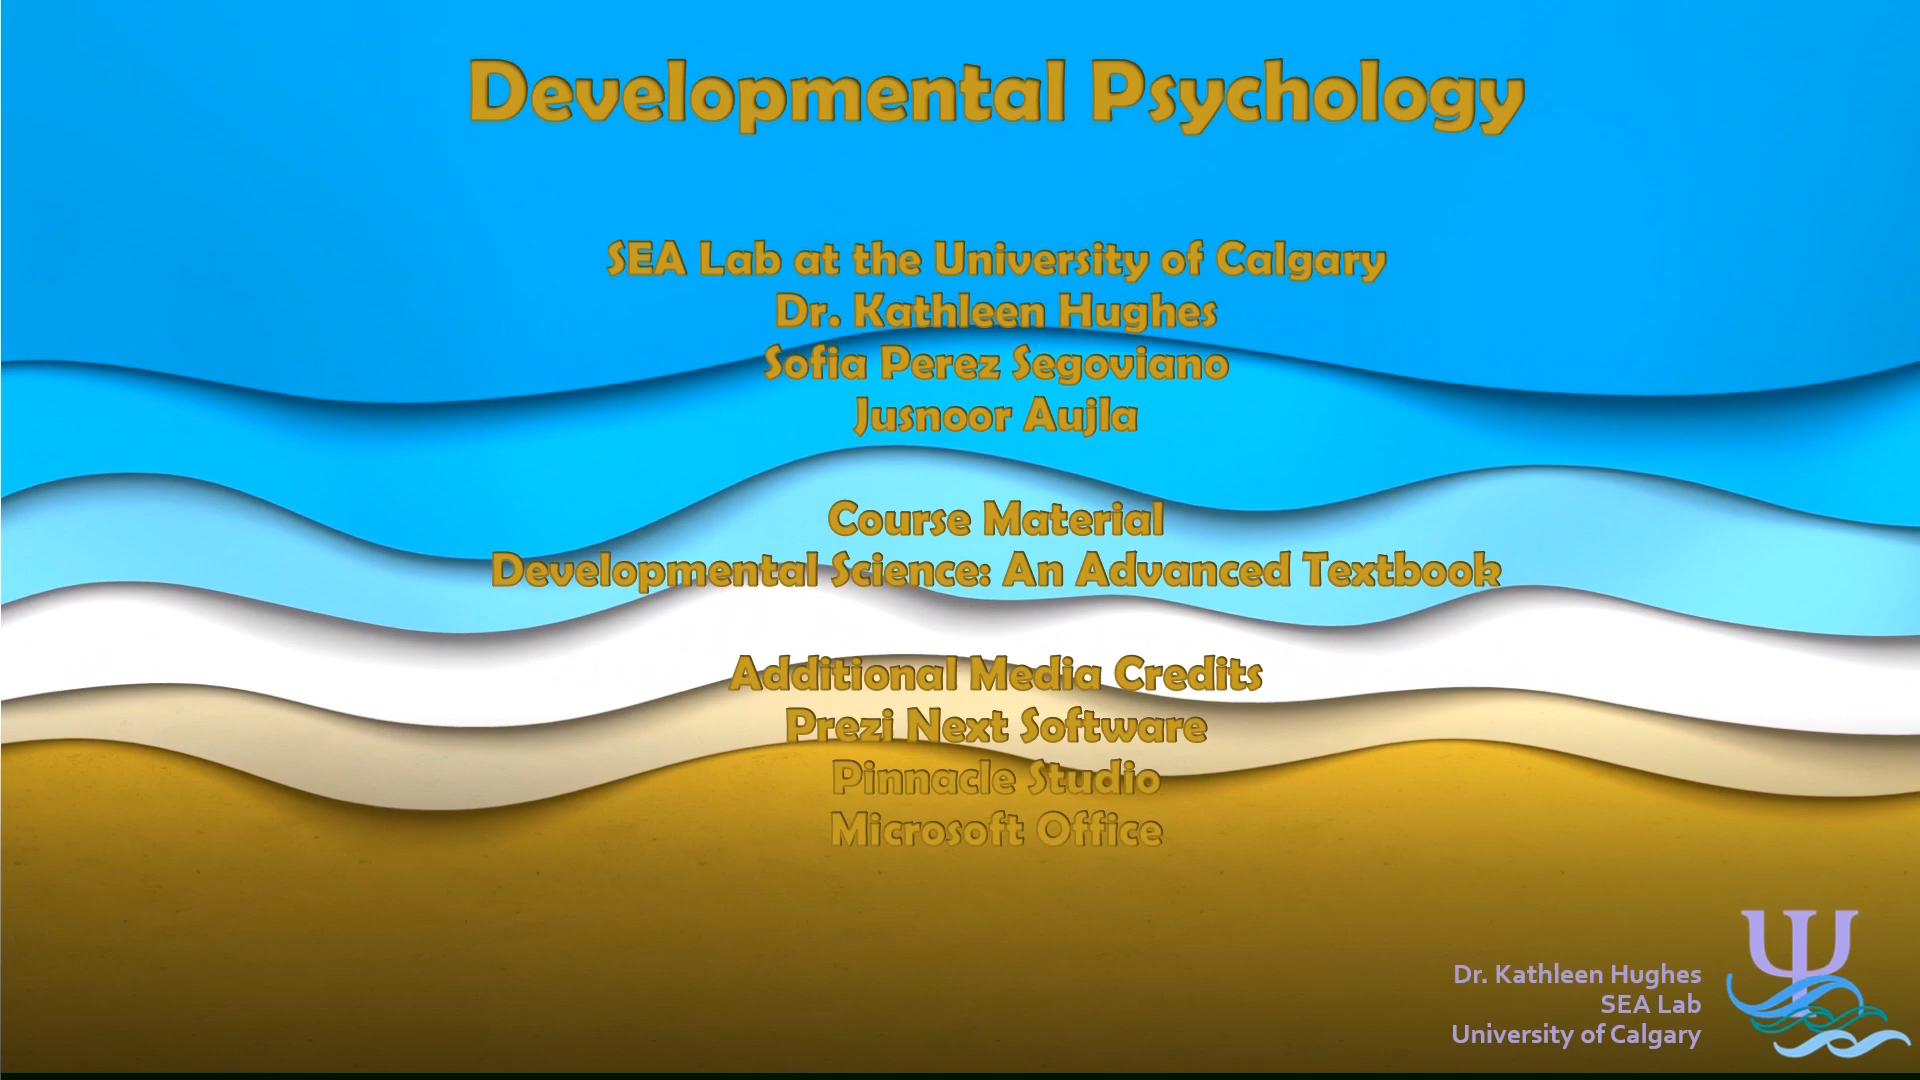 Developmental Psychology
SEA Lab at the University of Calgary
Dr. Kathleen Hughes
Sofia Perez Segoviano
Jusnoor Aujla
Course Material
Developmental Science: An Advanced Textbook
Additional Media Credits
Prezi Next Software
Pinnacle Studio
Microsoft Office
Dr. Kathleen Hughes
SEA Lab
University of Calgary
Ψ